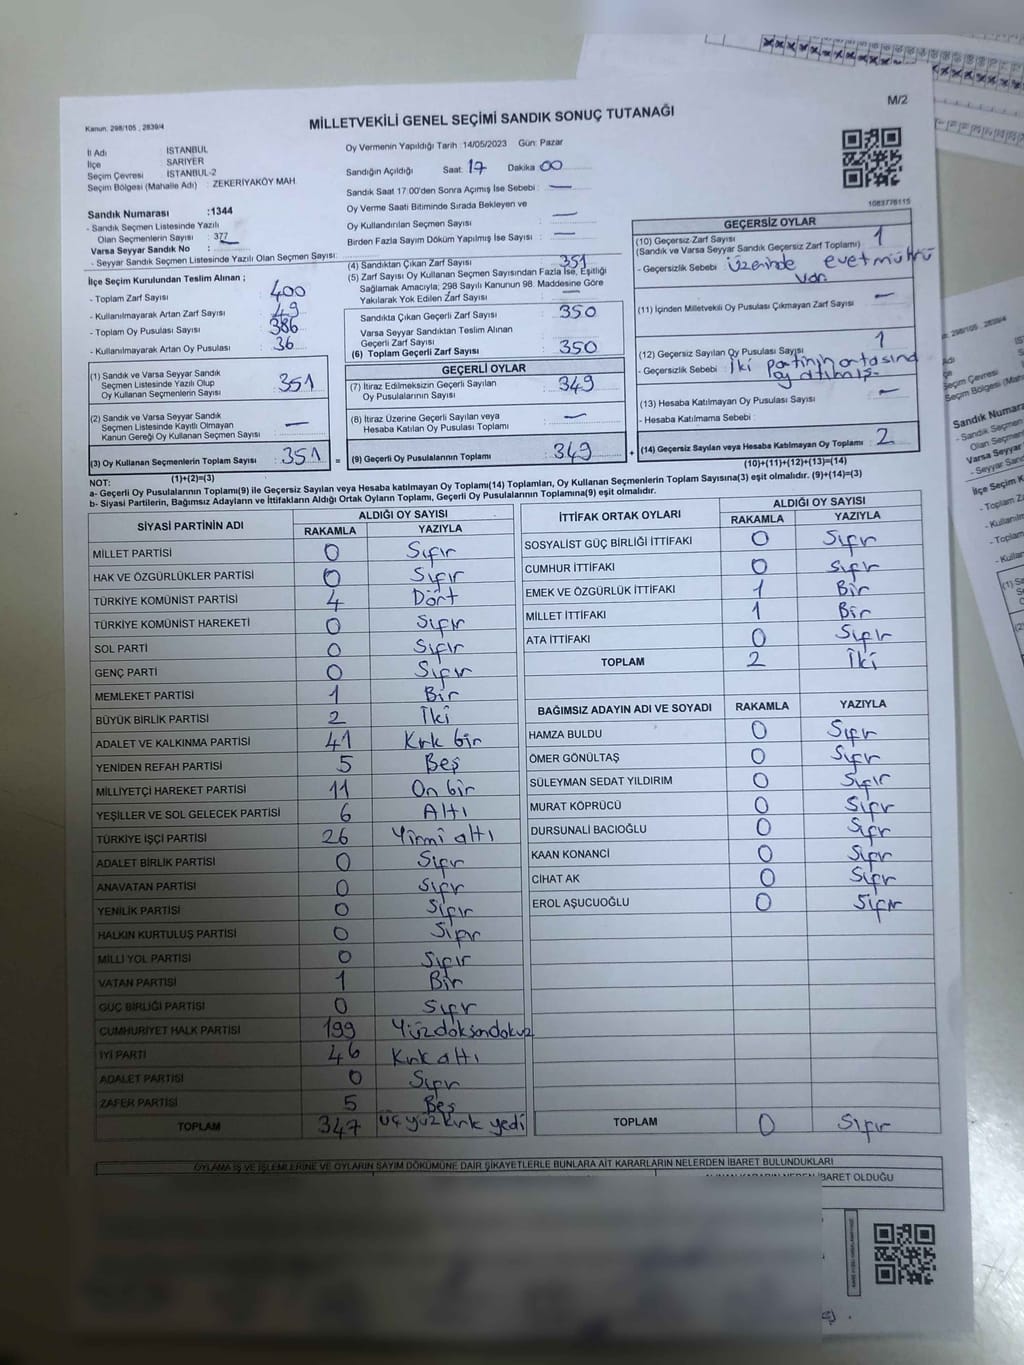 M/2
Kanun: 298/105 , 2839/4
MİLLETVEKİLİ GENEL SEÇİMİ SANDIK SONUÇ TUTANAĞI
İl Adı : İSTANBUL
İlçe : SARIYER
Seçim Çevresi : İSTANBUL-2
Seçim Bölgesi (Mahalle Adı) : ZEKERİYAKÖY MAH.
Sandık Numarası :1344
- Sandık Seçmen Listesinde Yazılı
Olan Seçmenlerin Sayısı : 377
Varsa Seyyar Sandık No :
- Seyyar Sandık Seçmen Listesinde Yazılı Olan Seçmen Sayısı:
İlçe Seçim Kurulundan Teslim Alınan ;
- Toplam Zarf Sayısı : 400
- Kullanılmayarak Artan Zarf Sayısı : 49
- Toplam Oy Pusulası Sayısı : 386
- Kullanılmayarak Artan Oy Pusulası : 36
(1) Sandık ve Varsa Seyyar Sandık
Seçmen Listesinde Yazılı Olup
Oy Kullanan Seçmenlerin Sayısı 351
(2) Sandık ve Varsa Seyyar Sandık
Seçmen Listesinde Kayıtlı Olmayan
Kanun Gereği Oy Kullanan Seçmen Sayısı —
(3) Oy Kullanan Seçmenlerin Toplam Sayısı 351
(1)+(2)=(3)
Oy Vermenin Yapıldığı Tarih :14/05/2023 Gün: Pazar
Sandığın Açıldığı Saat: 17 Dakika 00
Sandık Saat 17:00'den Sonra Açımış İse Sebebi : —
Oy Verme Saati Bitiminde Sırada Bekleyen ve
Oy Kullandırılan Seçmen Sayısı : —
Birden Fazla Sayım Döküm Yapılmış İse Sayısı : —
(4) Sandıktan Çıkan Zarf Sayısı 351
(5) Zarf Sayısı Oy Kullanan Seçmen Sayısından Fazla İse, Eşitliği
Sağlamak Amacıyla; 298 Sayılı Kanunun 98. Maddesine Göre
Yakılarak Yok Edilen Zarf Sayısı —
Sandıkta Çıkan Geçerli Zarf Sayısı : 350
Varsa Seyyar Sandıktan Teslim Alınan
Geçerli Zarf Sayısı :
(6) Toplam Geçerli Zarf Sayısı : 350
GEÇERLİ OYLAR
(7) İtiraz Edilmeksizin Geçerli Sayılan
Oy Pusulalarının Sayısı : 349
(8) İtiraz Üzerine Geçerli Sayılan veya
Hesaba Katılan Oy Pusulası Toplamı : —
= (9) Geçerli Oy Pusulalarının Toplamı : 349 +
1083776115
GEÇERSİZ OYLAR
(10) Geçersiz Zarf Sayısı 1
(Sandık ve Varsa Seyyar Sandık Geçersiz Zarf Toplamı)
- Geçersizlik Sebebi : Üzerinde evet mührü
var.
(11) İçinden Milletvekili Oy Pusulası Çıkmayan Zarf Sayısı —
(12) Geçersiz Sayılan Oy Pusulası Sayısı 1
- Geçersizlik Sebebi : İki partinin ortasında
oy atılmış.
(13) Hesaba Katılmayan Oy Pusulası Sayısı —
- Hesaba Katılmama Sebebi :
(14) Geçersiz Sayılan veya Hesaba Katılmayan Oy Toplamı : 2
(10)+(11)+(12)+(13)=(14)
NOT:
a- Geçerli Oy Pusulalarının Toplamı(9) ile Geçersiz Sayılan veya Hesaba katılmayan Oy Toplamı(14) Toplamları, Oy Kullanan Seçmenlerin Toplam Sayısına(3) eşit olmalıdır. (9)+(14)=(3)
b- Siyasi Partilerin, Bağımsız Adayların ve İttifakların Aldığı Ortak Oyların Toplamı, Geçerli Oy Pusulalarının Toplamına(9) eşit olmalıdır.
SİYASİ PARTİNİN ADI ALDIĞI OY SAYISI
RAKAMLA YAZIYLA
MİLLET PARTİSİ 0 Sıfır
HAK VE ÖZGÜRLÜKLER PARTİSİ 0 Sıfır
TÜRKİYE KOMÜNİST PARTİSİ 4 Dört
TÜRKİYE KOMÜNİST HAREKETİ 0 Sıfır
SOL PARTİ 0 Sıfır
GENÇ PARTİ 0 Sıfır
MEMLEKET PARTİSİ 1 Bir
BÜYÜK BİRLİK PARTİSİ 2 İki
ADALET VE KALKINMA PARTİSİ 41 Kırk bir
YENİDEN REFAH PARTİSİ 5 Beş
MİLLİYETÇİ HAREKET PARTİSİ 11 On bir
YEŞİLLER VE SOL GELECEK PARTİSİ 6 Altı
TÜRKİYE İŞÇİ PARTİSİ 26 Yirmi altı
ADALET BİRLİK PARTİSİ 0 Sıfır
ANAVATAN PARTİSİ 0 Sıfır
YENİLİK PARTİSİ 0 Sıfır
HALKIN KURTULUŞ PARTİSİ 0 Sıfır
MİLLİ YOL PARTİSİ 0 Sıfır
VATAN PARTİSİ 1 Bir
GÜÇ BİRLİĞİ PARTİSİ 0 Sıfır
CUMHURİYET HALK PARTİSİ 199 Yüzdoksandokuz
İYİ PARTİ 46 Kırk altı
ADALET PARTİSİ 0 Sıfır
ZAFER PARTİSİ 5 Beş
TOPLAM 347 üç yüz kırk yedi
İTTİFAK ORTAK OYLARI ALDIĞI OY SAYISI
RAKAMLA YAZIYLA
SOSYALİST GÜÇ BİRLİĞİ İTTİFAKI 0 Sıfır
CUMHUR İTTİFAKI 0 Sıfır
EMEK VE ÖZGÜRLÜK İTTİFAKI 1 Bir
MİLLET İTTİFAKI 1 Bir
ATA İTTİFAKI 0 Sıfır
TOPLAM 2 İki
BAĞIMSIZ ADAYIN ADI VE SOYADI RAKAMLA YAZIYLA
HAMZA BULDU 0 Sıfır
ÖMER GÖNÜLTAŞ 0 Sıfır
SÜLEYMAN SEDAT YILDIRIM 0 Sıfır
MURAT KÖPRÜCÜ 0 Sıfır
DURSUNALİ BACIOĞLU 0 Sıfır
KAAN KONANCİ 0 Sıfır
CİHAT AK 0 Sıfır
EROL AŞUCUOĞLU 0 Sıfır
TOPLAM 0 Sıfır
OYLAMA İŞ VE İŞLEMLERİNE VE OYLARIN SAYIM DÖKÜMÜNE DAİR ŞİKAYETLERLE BUNLARA AİT KARARLARIN NELERDEN İBARET BULUNDUKLARI
İBARET OLDUĞU